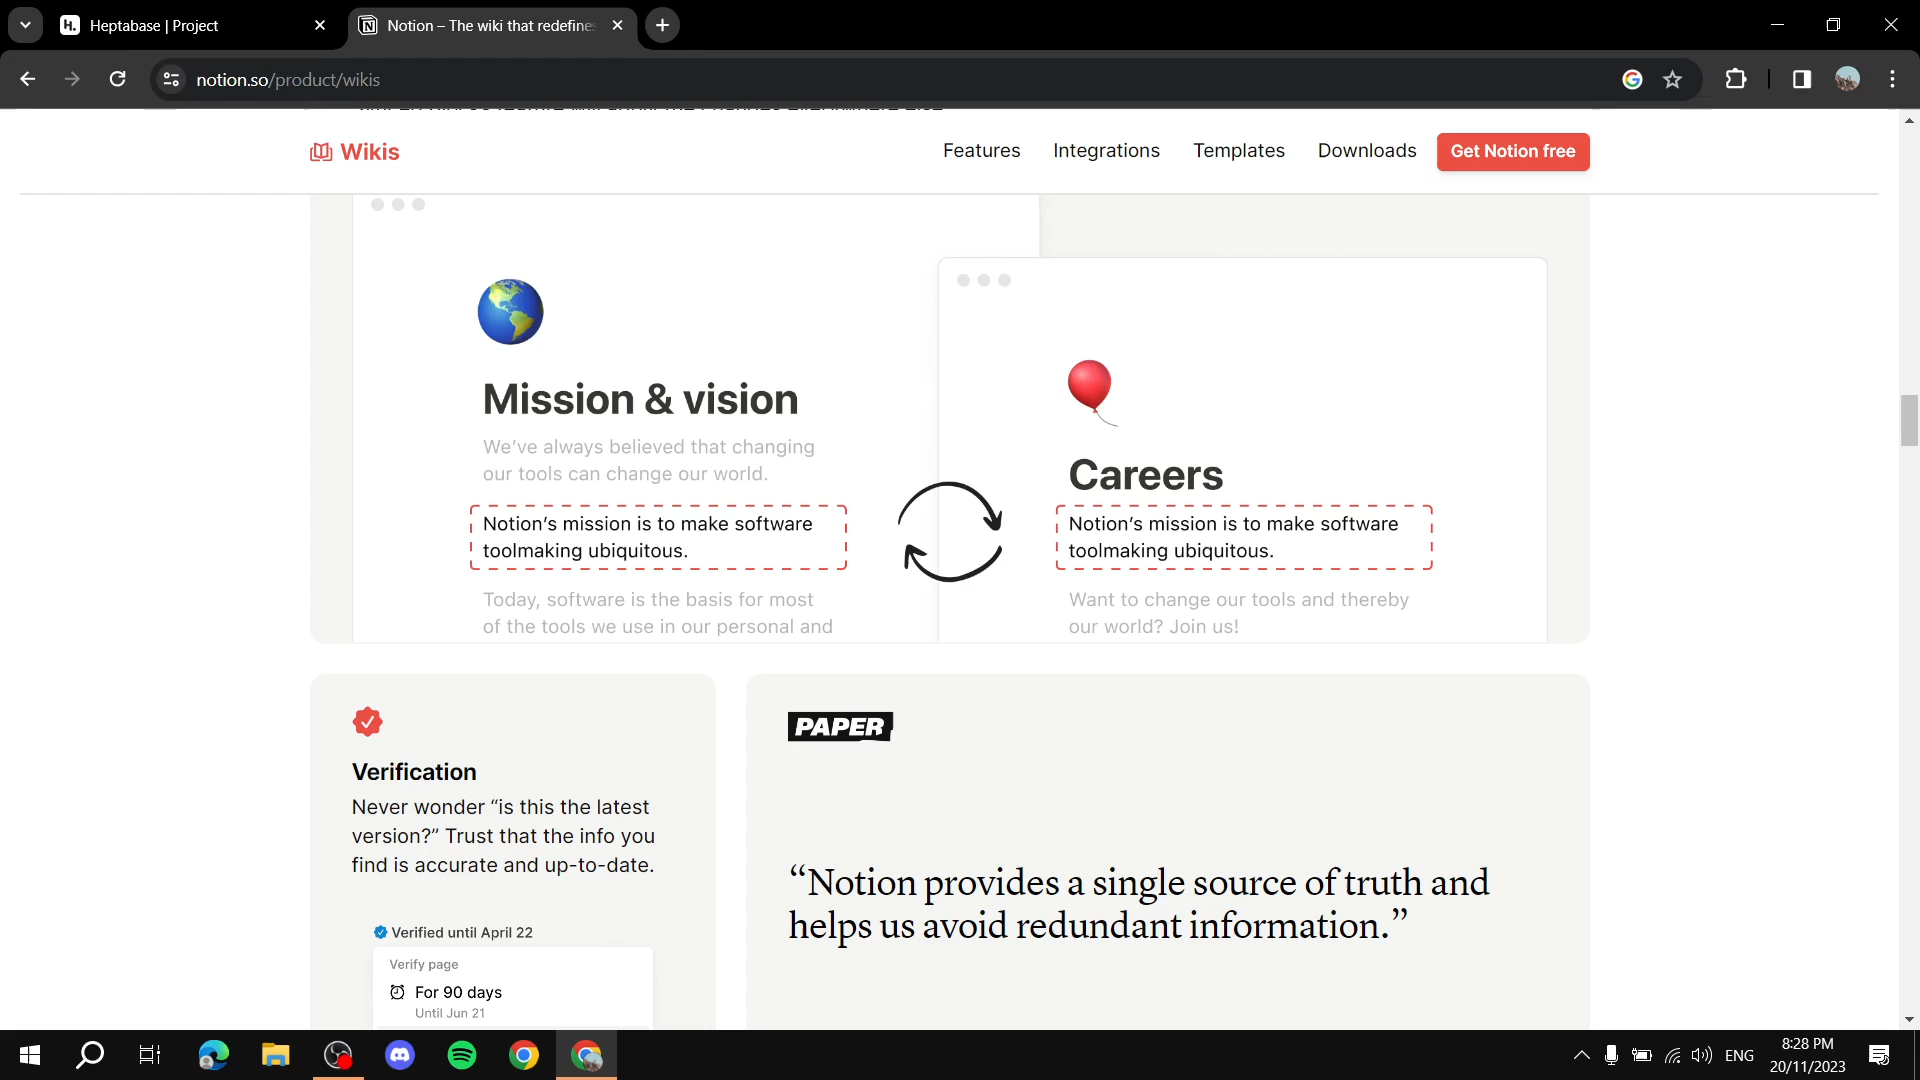 Heptabase | Project
Notion – The wiki that redefines
notion.so/product/wikis
Wikis
Features
Integrations
Templates
Downloads
Get Notion free
Mission & vision
We’ve always believed that changing
our tools can change our world.
Notion’s mission is to make software
toolmaking ubiquitous.
Today, software is the basis for most
of the tools we use in our personal and
Careers
Notion’s mission is to make software
toolmaking ubiquitous.
Want to change our tools and thereby
our world? Join us!
Verification
Never wonder “is this the latest
version?” Trust that the info you
find is accurate and up-to-date.
Verified until April 22
Verify page
For 90 days
Until Jun 21
PAPER
“Notion provides a single source of truth and
helps us avoid redundant information.”
ENG
8:28 PM
20/11/2023